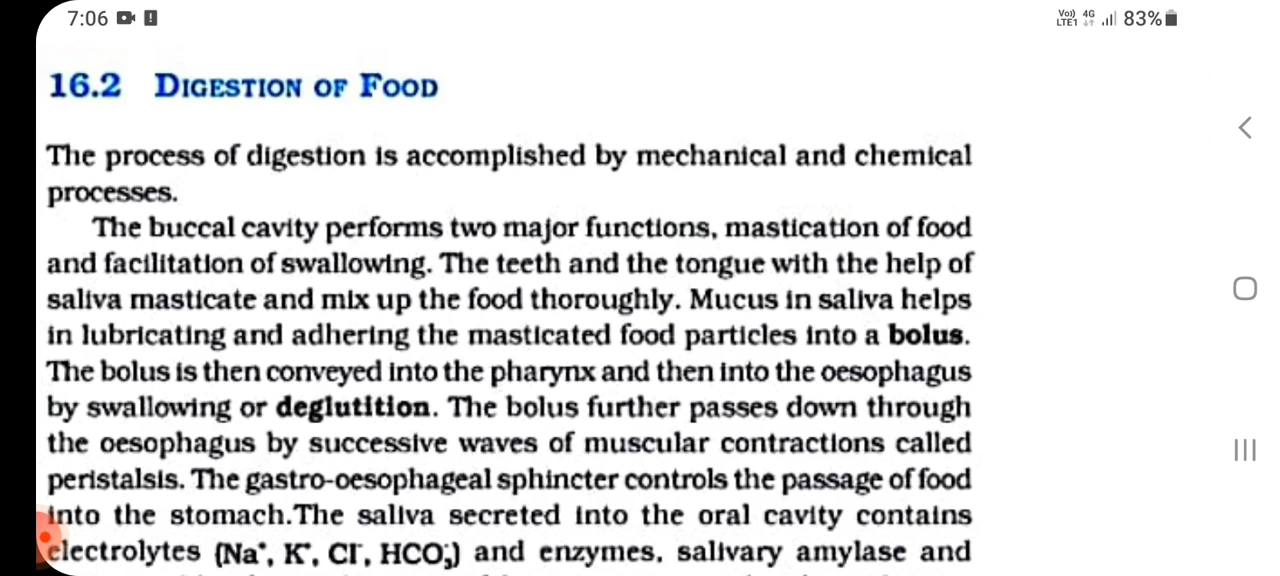 7:06
Vo)) 4G
LTE1 83%
16.2 DIGESTION OF FOOD
The process of digestion is accomplished by mechanical and chemical
processes.
The buccal cavity performs two major functions, mastication of food
and facilitation of swallowing. The teeth and the tongue with the help of
saliva masticate and mix up the food thoroughly. Mucus in saliva helps
in lubricating and adhering the masticated food particles into a bolus.
The bolus is then conveyed into the pharynx and then into the oesophagus
by swallowing or deglutition. The bolus further passes down through
the oesophagus by successive waves of muscular contractions called
peristalsis. The gastro-oesophageal sphincter controls the passage of food
into the stomach.The saliva secreted into the oral cavity contains
electrolytes (Na⁺, K⁺, Cl⁻, HCO₃⁻) and enzymes, salivary amylase and